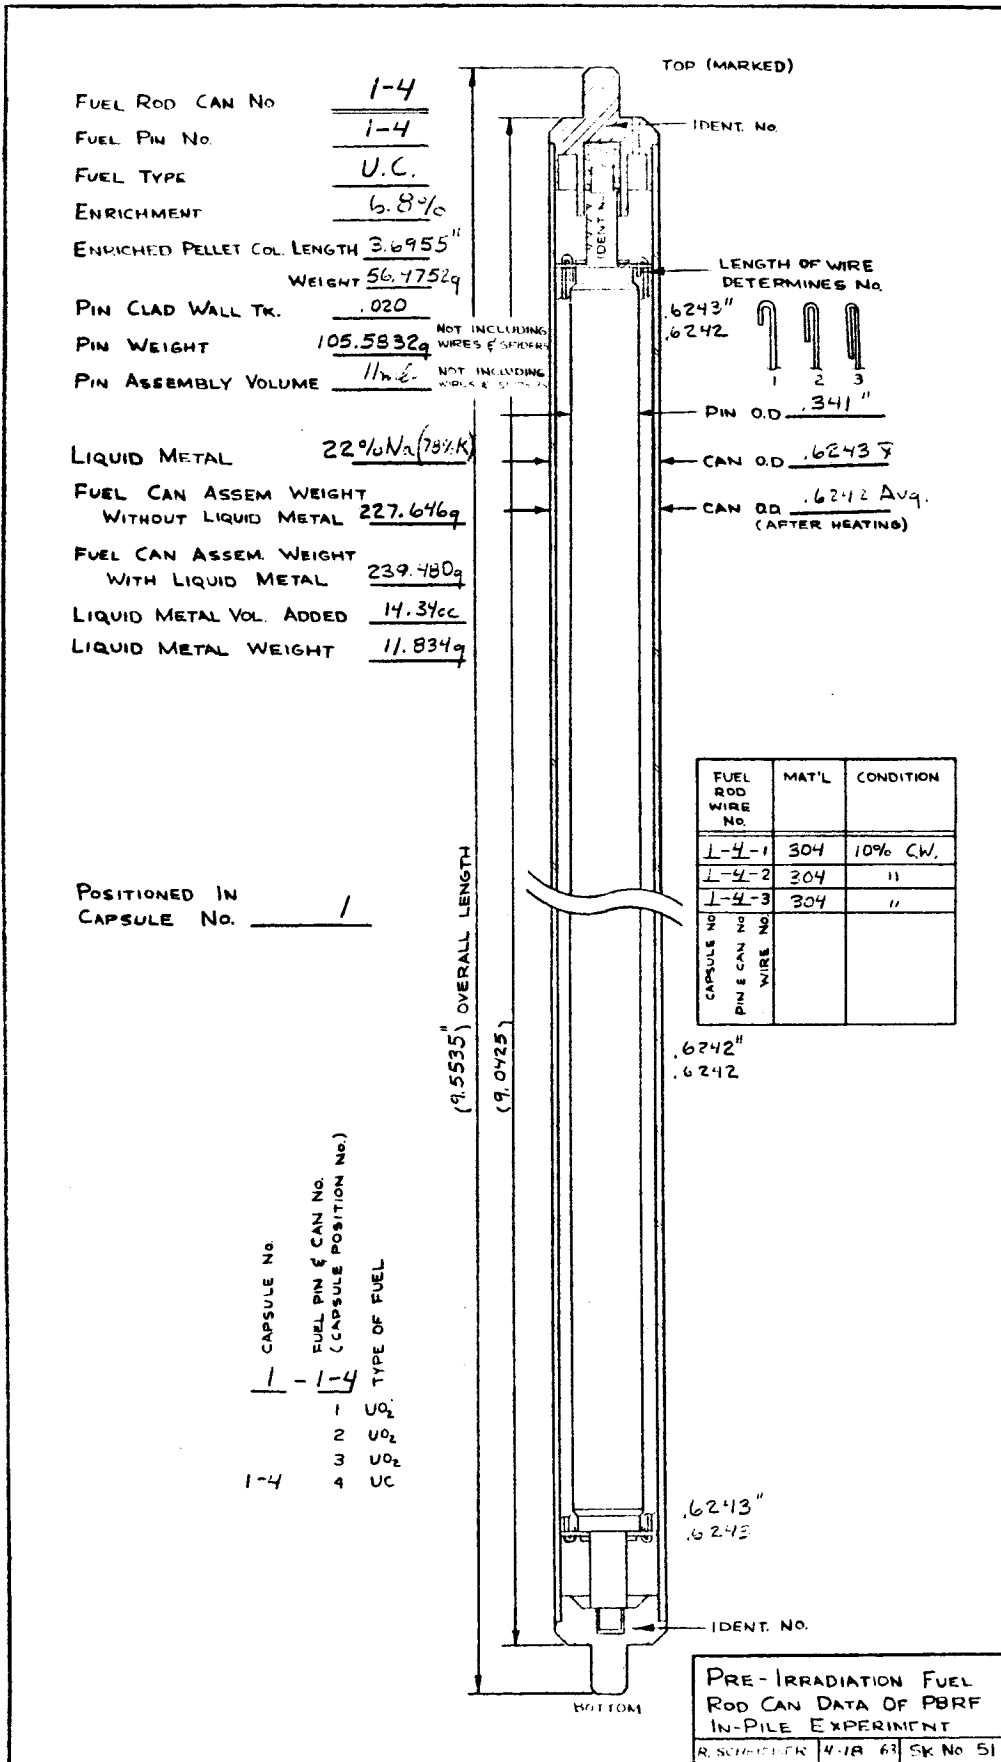 TOP (MARKED)
FUEL ROD CAN NO 1-4
FUEL PIN NO. 1-4
FUEL TYPE U.C.
ENRICHMENT 6.8%
ENRICHED PELLET COL. LENGTH 3.6955"
WEIGHT 56.4752g
PIN CLAD WALL TK. .020
PIN WEIGHT 105.5832g NOT INCLUDING WIRES & SPIDERS
PIN ASSEMBLY VOLUME 11ml NOT INCLUDING WIRES & SPIDERS
LIQUID METAL 22%Na(78%K)
FUEL CAN ASSEM WEIGHT
WITHOUT LIQUID METAL 227.646g
FUEL CAN ASSEM. WEIGHT
WITH LIQUID METAL 239.480g
LIQUID METAL VOL. ADDED 14.34cc
LIQUID METAL WEIGHT 11.834g
IDENT. NO.
IDENT. N
LENGTH OF WIRE
DETERMINES NO.
.6243"
.6242
1 2 3
PIN O.D .341"
CAN O.D .6243 x̄
CAN O.D .6242 Avg.
(AFTER HEATING)
FUEL ROD WIRE NO. MAT'L CONDITION
1-4-1 304 10% C.W.
1-4-2 304 "
1-4-3 304 "
CAPSULE NO
PIN & CAN NO
WIRE NO.
POSITIONED IN
CAPSULE NO. 1
(9.5535") OVERALL LENGTH
(9.0425)
.6242"
.6242
CAPSULE NO.
FUEL PIN & CAN NO.
(CAPSULE POSITION NO.)
TYPE OF FUEL
1 - 1-4
1 UO2
2 UO2
3 UO2
1-4 4 UC
.6243"
.6243
IDENT. NO.
BOTTOM
PRE-IRRADIATION FUEL
ROD CAN DATA OF PBRF
IN-PILE EXPERIMENT
R. 4-18 63 SK NO 51